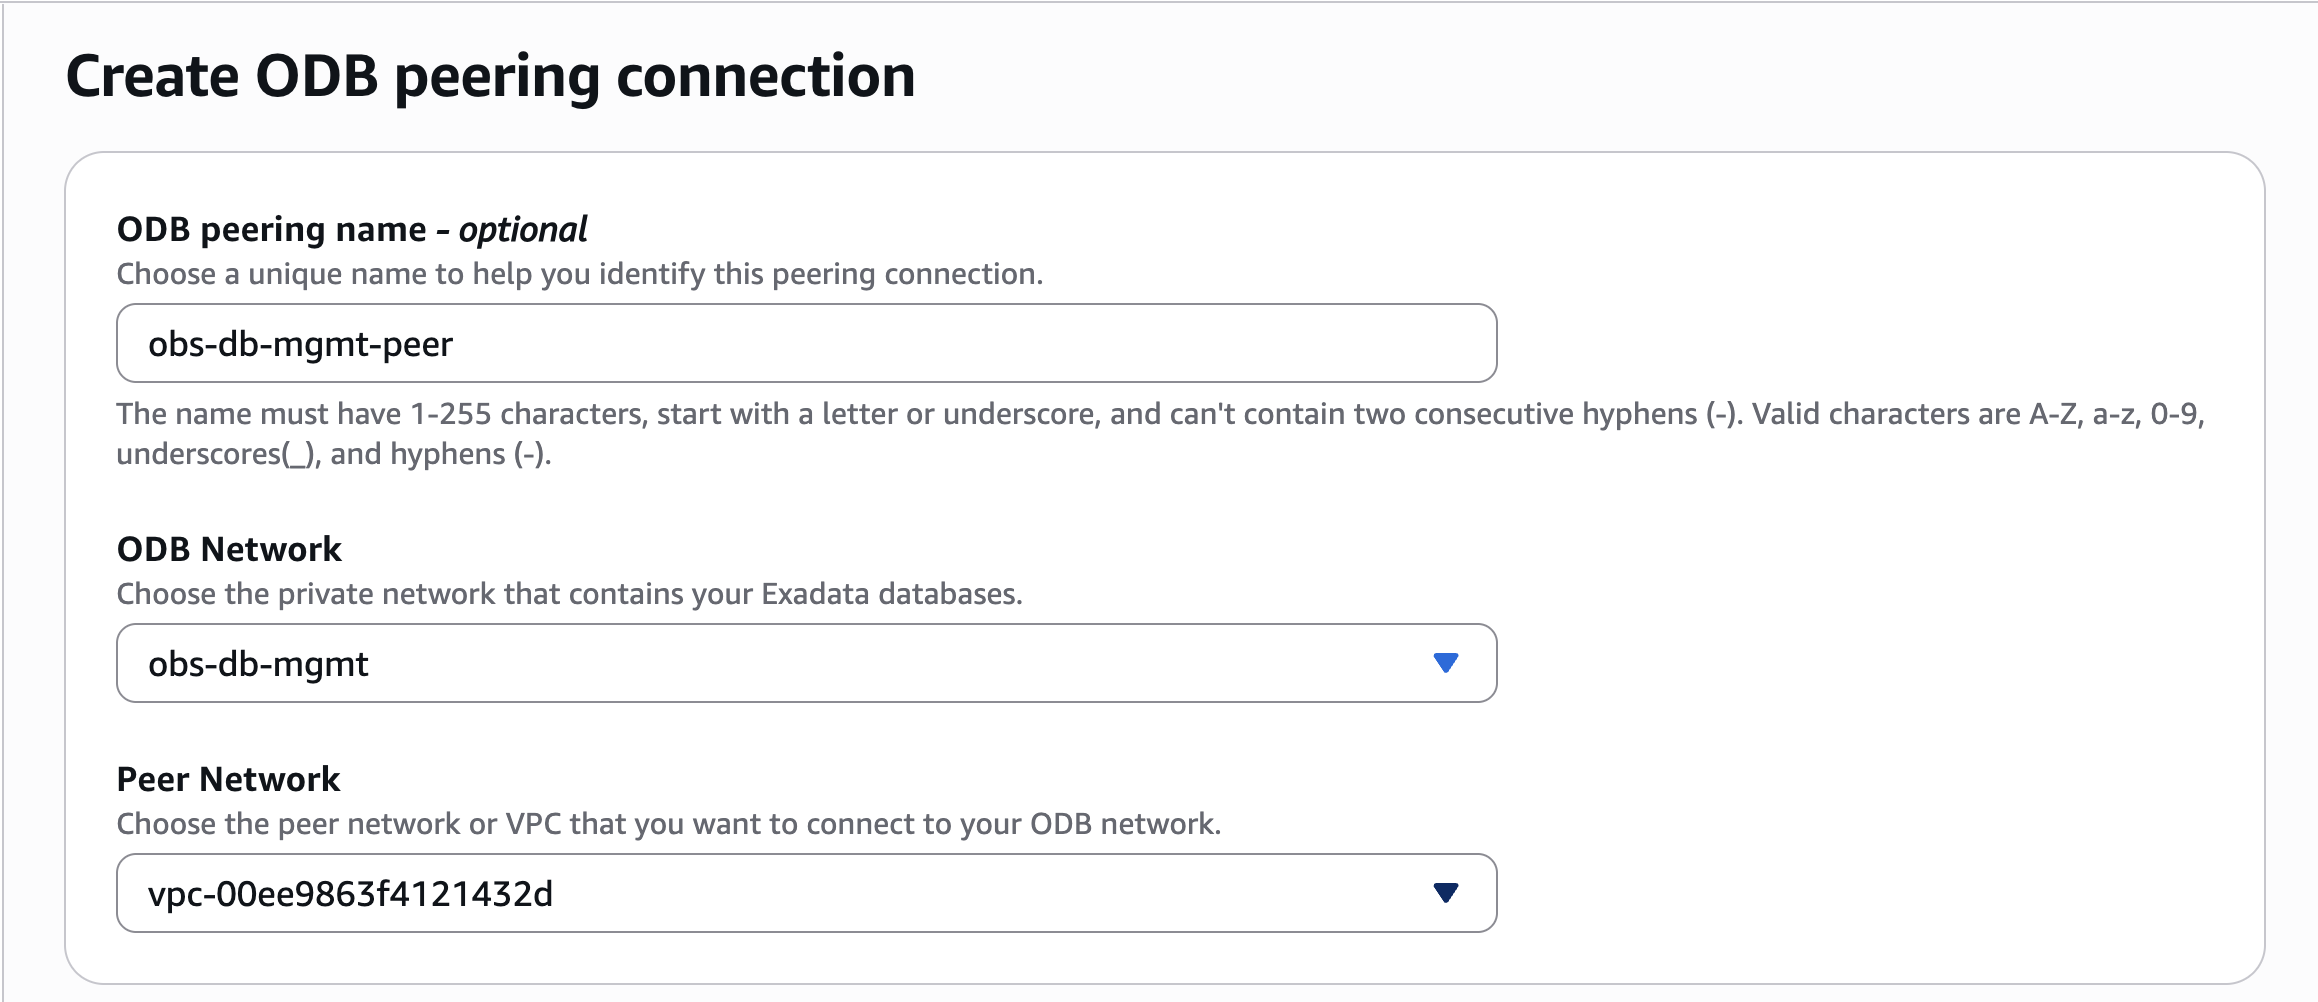 Create ODB peering connection
ODB peering name - optional
Choose a unique name to help you identify this peering connection.
obs-db-mgmt-peer
The name must have 1-255 characters, start with a letter or underscore, and can't contain two consecutive hyphens (-). Valid characters are A-Z, a-z, 0-9,
underscores(_), and hyphens (-).
ODB Network
Choose the private network that contains your Exadata databases.
obs-db-mgmt
Peer Network
Choose the peer network or VPC that you want to connect to your ODB network.
vpc-00ee9863f4121432d